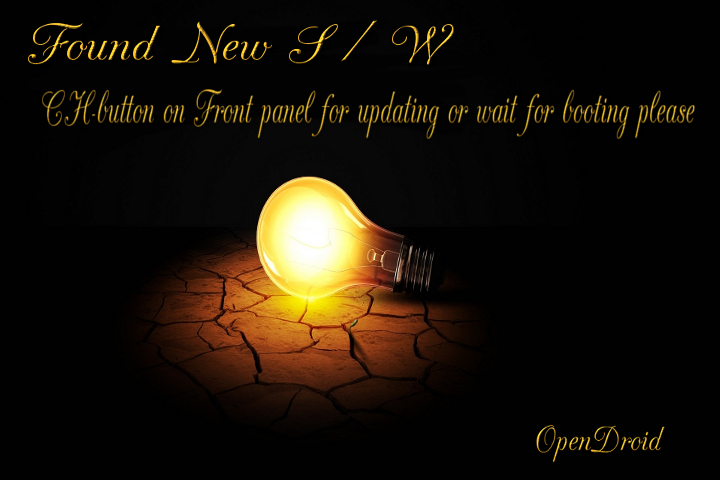 Found New S / W
CH-button on Front panel for updating or wait for booting please
OpenDroid